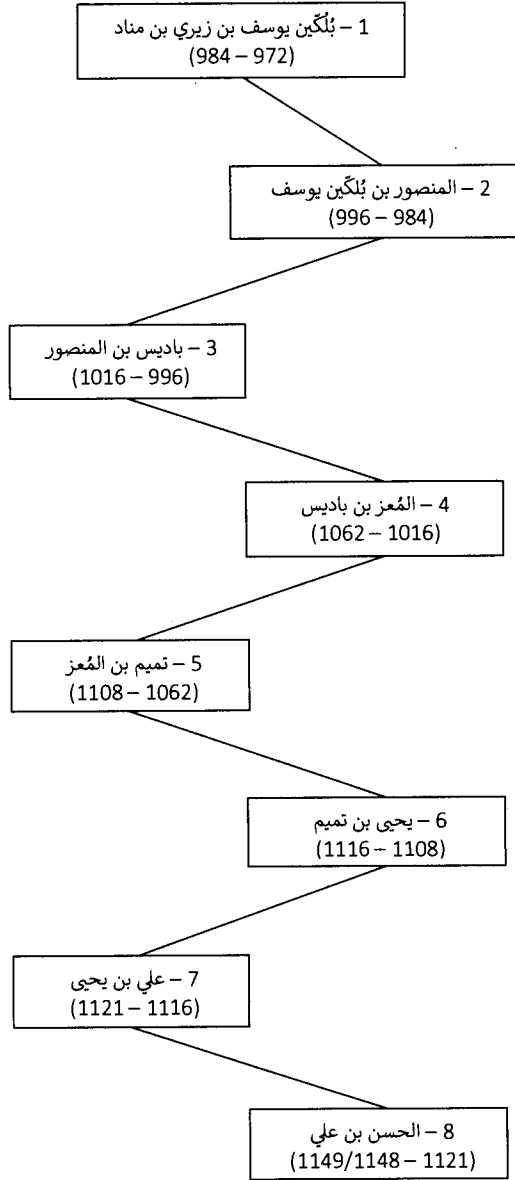 1 – بُلُكّين يوسف بن زيري بن مناد
(972 – 984)
2 – المنصور بن بُلكّين يوسف
(984 – 996)
3 – باديس بن المنصور
(996 – 1016)
4 – المُعز بن باديس
(1016 – 1062)
5 – تميم بن المُعز
(1062 – 1108)
6 – يحيى بن تميم
(1108 – 1116)
7 – علي بن يحيى
(1116 – 1121)
8 – الحسن بن علي
(1121 – 1148/1149)